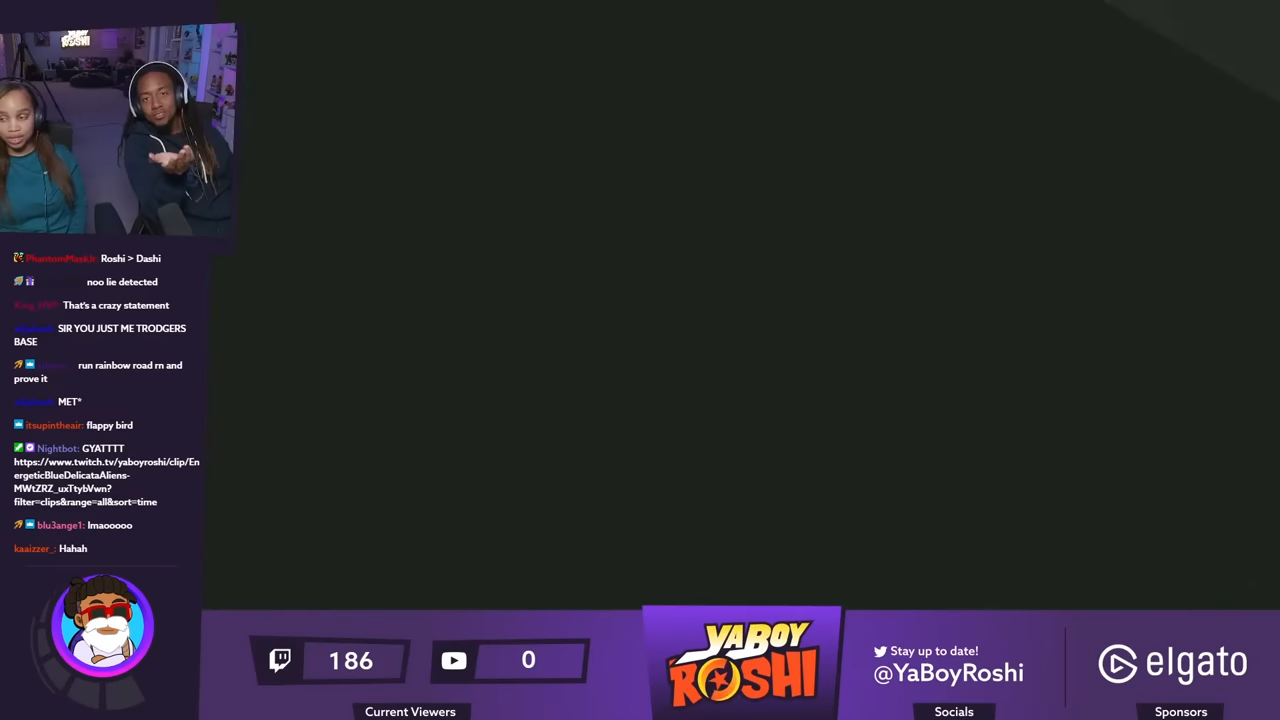 YABOY
ROSHI
PhantomMaskJr: Roshi > Dashi
noo lie detected
That's a crazy statement
SIR YOU JUST ME TRODGERS
BASE
run rainbow road rn and
prove it
MET*
itsupintheair: flappy bird
Nightbot: GYATTTT
https://www.twitch.tv/yaboyroshi/clip/En
ergeticBlueDelicataAliens-
MWtZRZ_uxTtybVwn?
filter=clips&range=all&sort=time
blu3ange1: lmaooooo
kaaizzer_: Hahah
186
0
Current Viewers
YABOY
ROSHI
Stay up to date!
@YaBoyRoshi
Socials
elgato
Sponsors